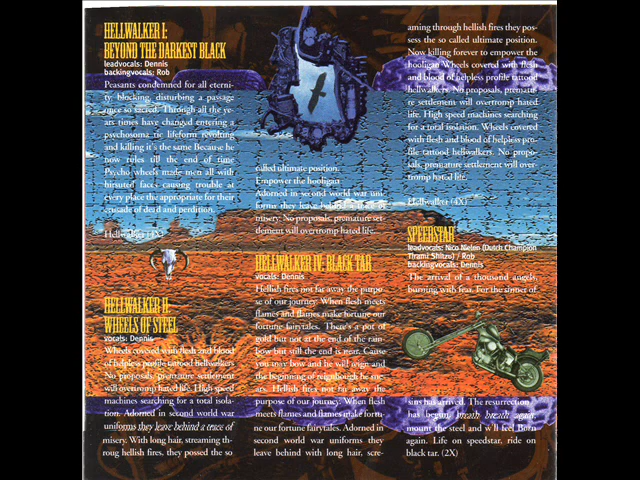 HELLWALKER I:
BEYOND THE DARKEST BLACK
leadvocals: Dennis
backingvocals: Rob
Peasants condemned for all eterni-
ty blocking, disturbing a passage
once so sacred. Through all the ye-
ars times have changed entering a
psychosoma tic lifeform revolting
and killing it's the same Because he
now rules till the end of time
Psycho wheels made men all with
hirsuted faces causing trouble at
every place the appropriate for their
crusade of deid and perdition.
Hellwalker (4X)
HELLWALKER II:
WHEELS OF STEEL
vocals: Dennis
Wheels covered with flesh and blood
of helpless profile tattood hellwalkers
No proposals, premature settlement
will overtromp hated life. High speed
machines searching for a total isola-
tion. Adorned in second world war
uniforms they leave behind a trace of
misery. With long hair, streaming th-
roug hellish fires, they possed the so
called ultimate position.
Empower the hooligan
Adorned in second world war uni-
forms they leave behind a trace of
misery. No proposals, premature set-
tlement will overtromp hated life.
HELLWALKER IV: BLACK TAR
vocals: Dennis
Hellish fires not far away the purpo-
se of our journey. When flesh meets
flames and flames make fortune our
fortune fairytales. There's a pot of
gold but not at the end of the rain-
bow but still the end is near. Cause
you may bow and he will reign and
the beginning of reign
ars. Hellish fires not far away the
purpose of our journey. When flesh
meets flames and flames make fortu-
ne our fortune fairytales. Adorned in
second world war uniforms they
leave behind with long hair, scre-
aming through hellish fires they pos-
sess the so called ultimate position.
Now killing forever to empower the
hooligan Wheels covered with flesh
and blood of helpless profile tattood
hellwalkers. No proposals, prematu-
re settlement will overtromp hated
life. High speed machines searching
for a total isolation. Wheels covered
with flesh and blood of helpless pro-
file tattood hellwalkers. No propo-
sals, premature settlement will over-
tromp hated life.
Hellwalker (4X)
SPEEDSTAR
leadvocals: Nico Nielen (Dutch Champion
Tirami Shitzu) / Rob
backingvocals: Dennis
The arrival of a thousand angels,
burning with fear. For the sinner of
sins has arrived. The resurrection
has begun, breath breath again,
mount the steel and w'll feel Born
again. Life on speedstar, ride on
black tar. (2X)